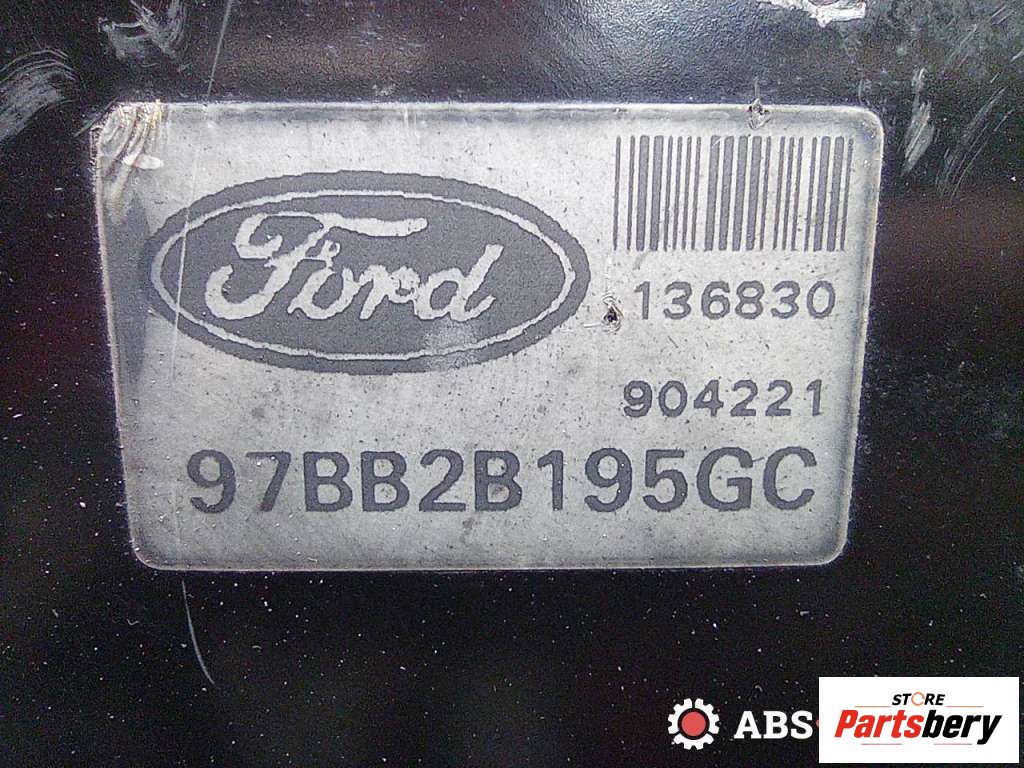 Ford
136830
904221
97BB2B195GC
ABS-
STORE
Partsbery